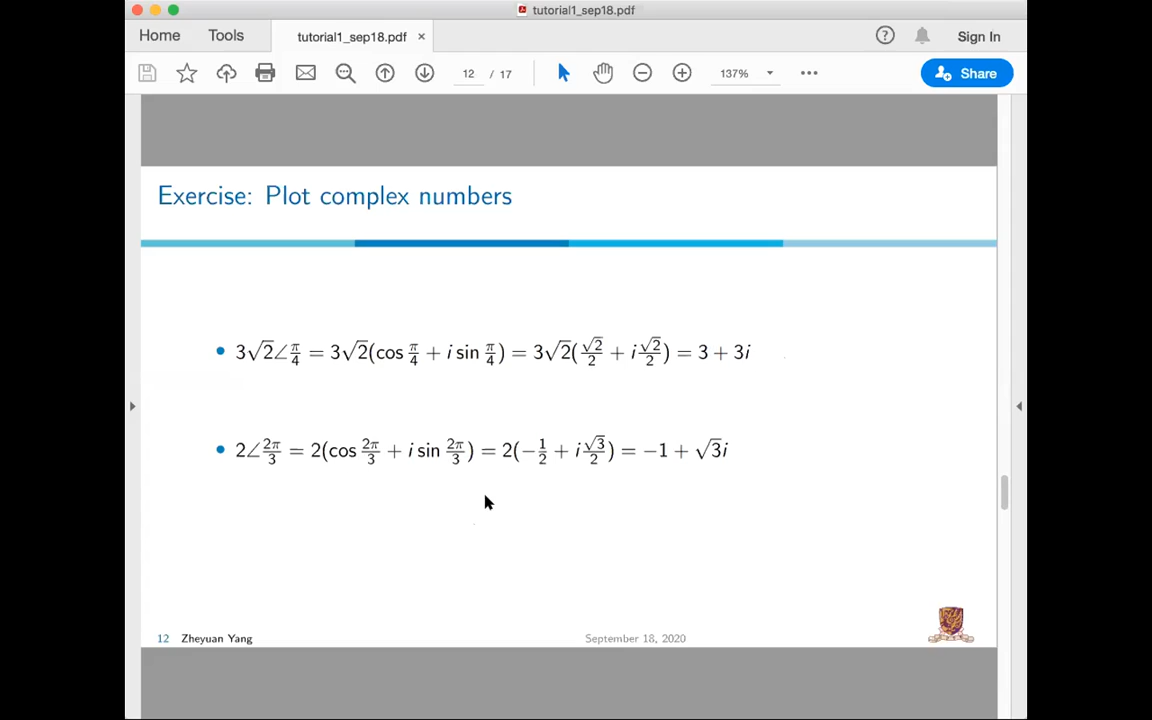 tutorial1_sep18.pdf
Home Tools tutorial1_sep18.pdf × Sign In
12 / 17 137% Share
Exercise: Plot complex numbers
• 3√2∠π/4 = 3√2(cos π/4 + i sin π/4) = 3√2(√2/2 + i√2/2) = 3 + 3i
• 2∠2π/3 = 2(cos 2π/3 + i sin 2π/3) = 2(−1/2 + i√3/2) = −1 + √3i
12 Zheyuan Yang September 18, 2020